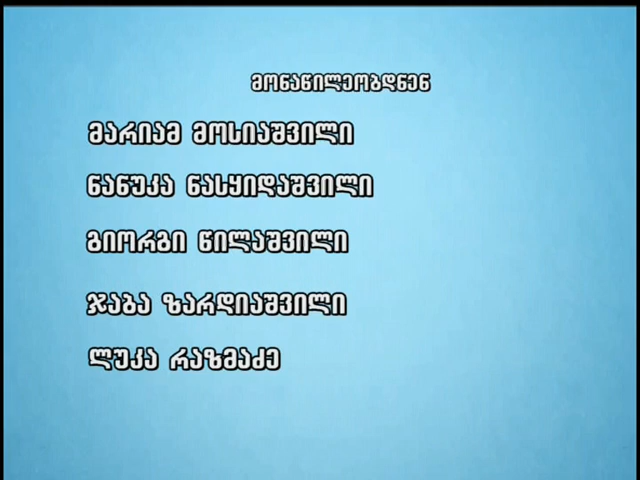 მონაწილეობდნენ
მარიამ მოსიაშვილი
ნანუკა ნასყიდაშვილი
გიორგი წილაშვილი
ჯაბა ზარდიაშვილი
ლუკა რაზმაძე